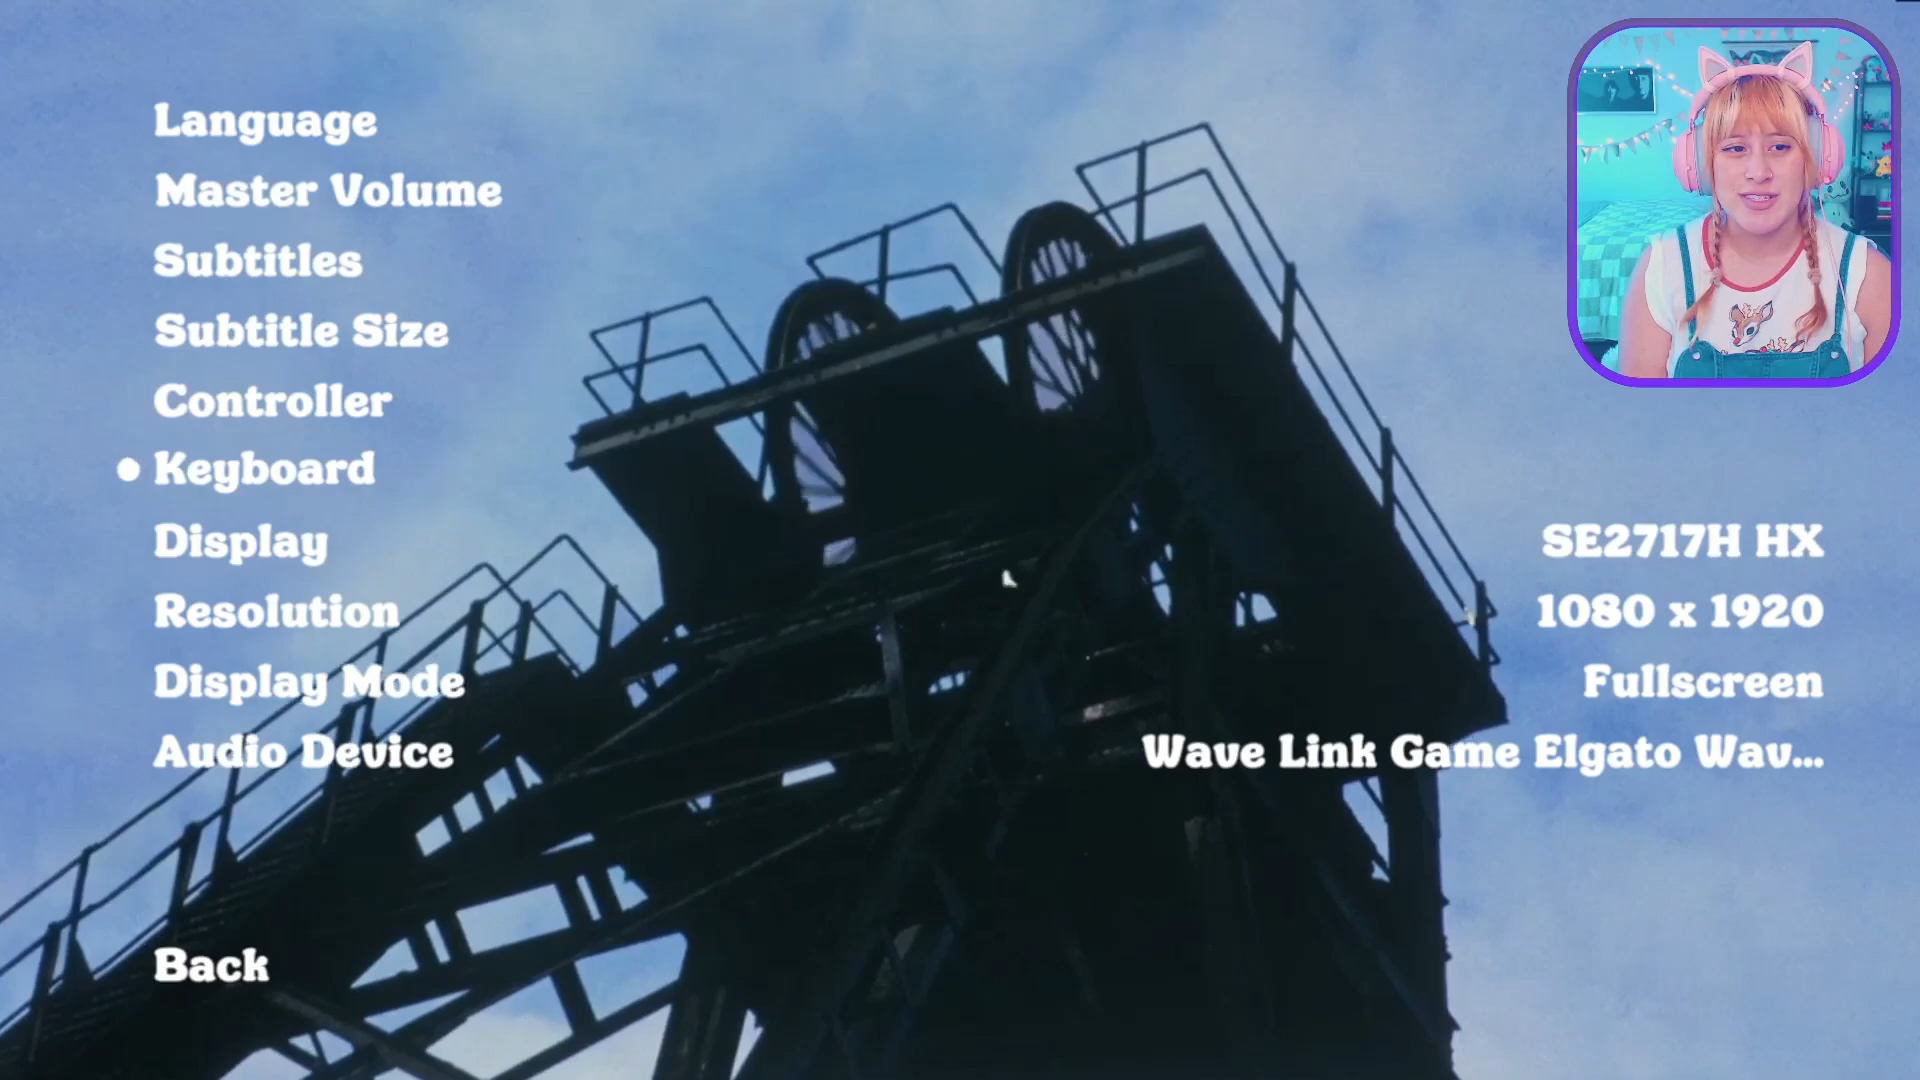 Language
Master Volume
Subtitles
Subtitle Size
Controller
Keyboard
Display SE2717H HX
Resolution 1080 x 1920
Display Mode Fullscreen
Audio Device Wave Link Game Elgato Wav...
Back